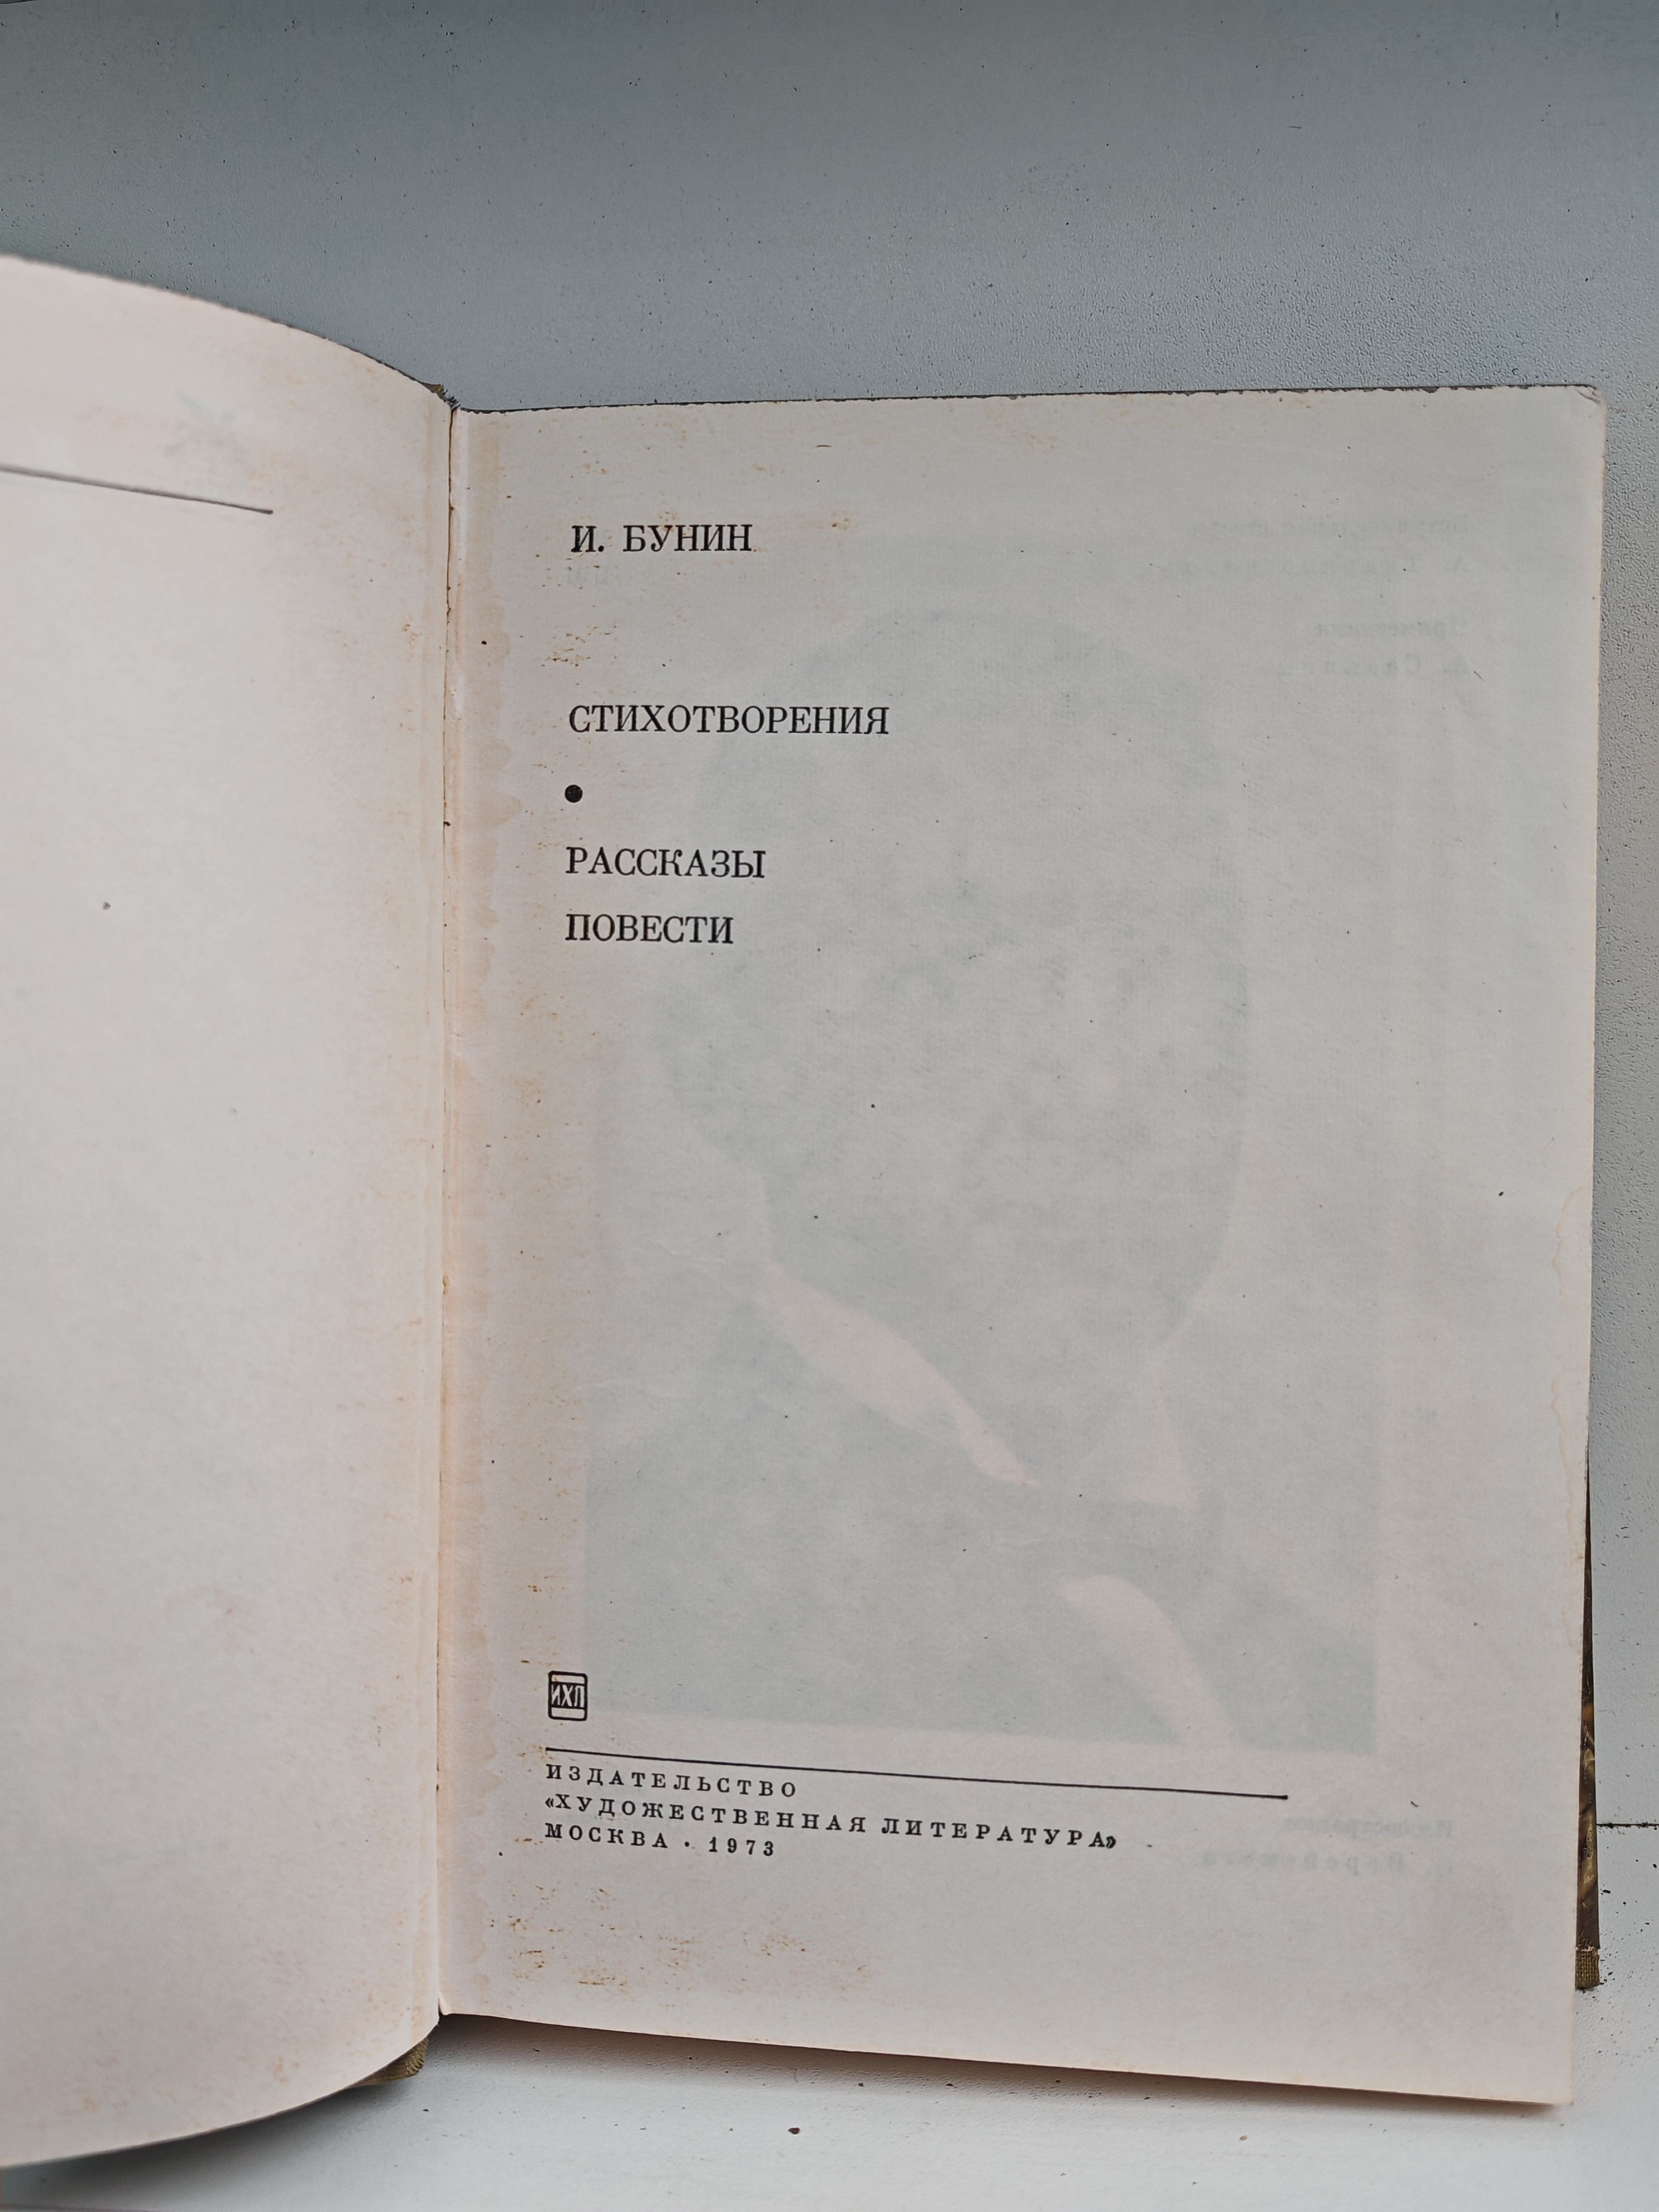 И. БУНИН
СТИХОТВОРЕНИЯ
●
РАССКАЗЫ
ПОВЕСТИ
ИХЛ
ИЗДАТЕЛЬСТВО
«ХУДОЖЕСТВЕННАЯ ЛИТЕРАТУРА»
МОСКВА · 1973